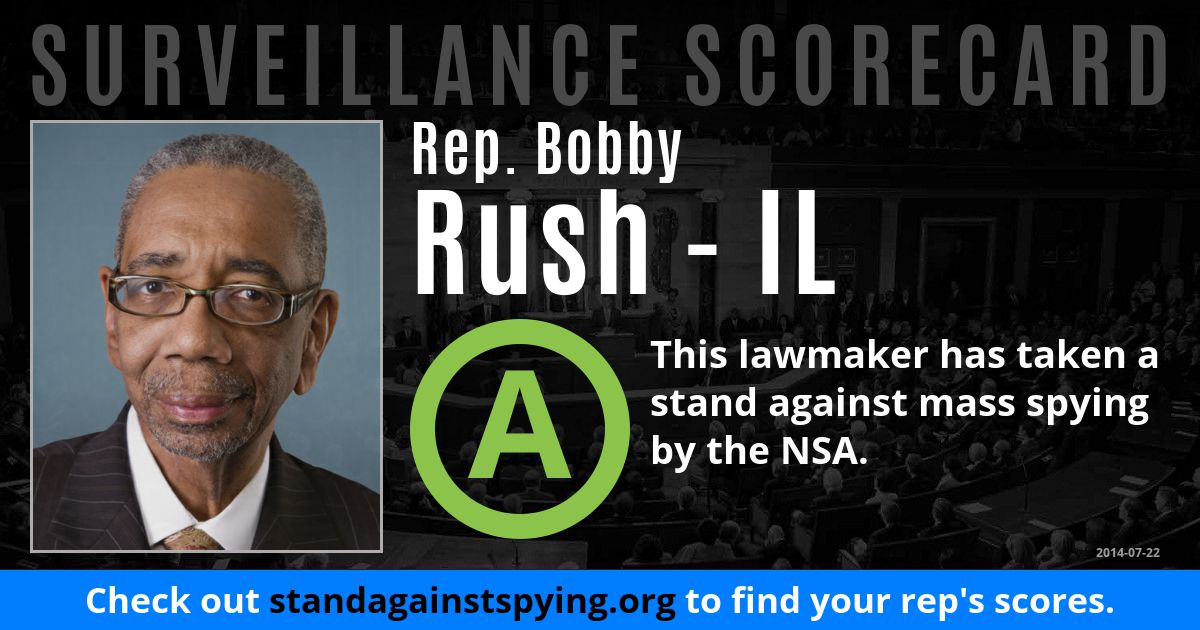 SURVEILLANCE SCORECARD
Rep. Bobby
Rush - IL
A
This lawmaker has taken a
stand against mass spying
by the NSA.
2014-07-22
Check out standagainstspying.org to find your rep's scores.